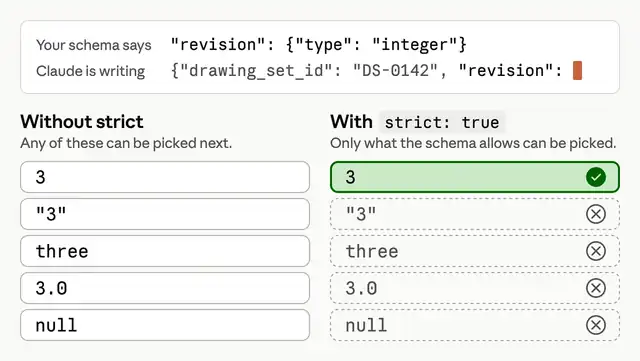 Your schema says "revision": {"type": "integer"}
Claude is writing {"drawing_set_id": "DS-0142", "revision":
Without strict
Any of these can be picked next.
3
"3"
three
3.0
null
With strict: true
Only what the schema allows can be picked.
3
"3"
three
3.0
null